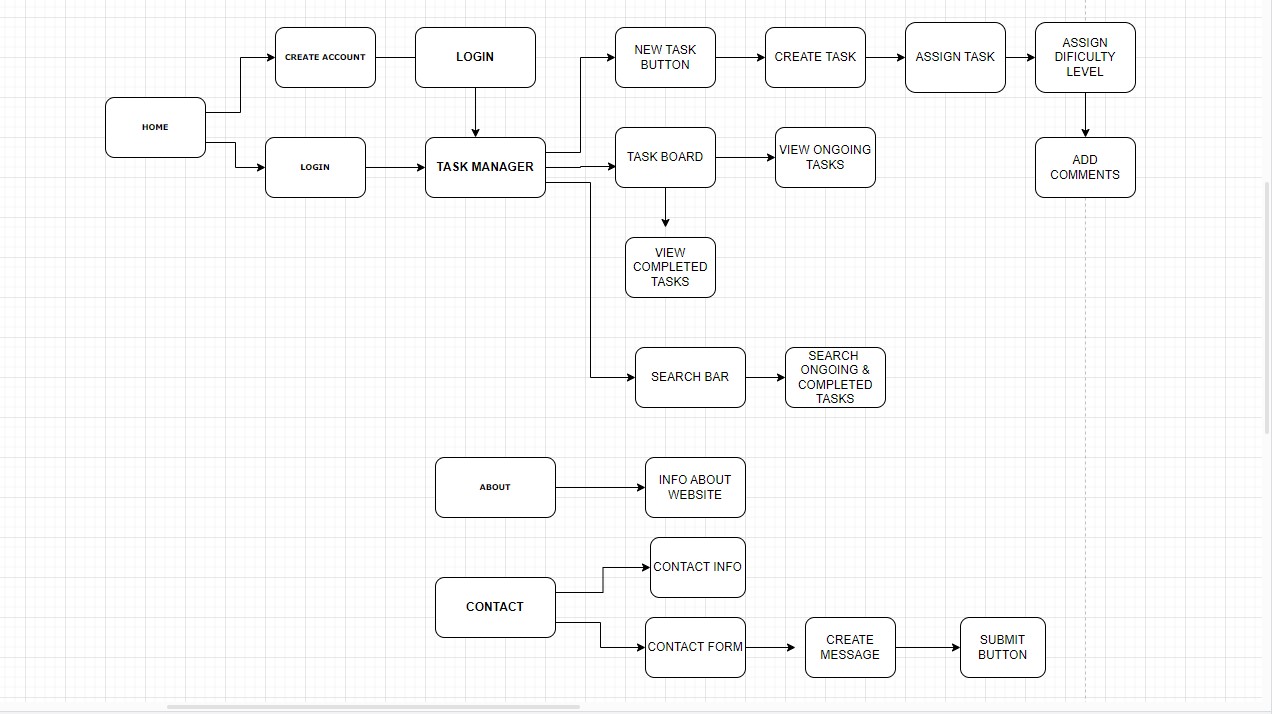 CREATE ACCOUNT
LOGIN
NEW TASK
BUTTON
CREATE TASK
ASSIGN TASK
ASSIGN
DIFICULTY
LEVEL
HOME
LOGIN
TASK MANAGER
TASK BOARD
VIEW ONGOING
TASKS
ADD
COMMENTS
VIEW
COMPLETED
TASKS
SEARCH BAR
SEARCH
ONGOING &
COMPLETED
TASKS
ABOUT
INFO ABOUT
WEBSITE
CONTACT INFO
CONTACT
CONTACT FORM
CREATE
MESSAGE
SUBMIT
BUTTON